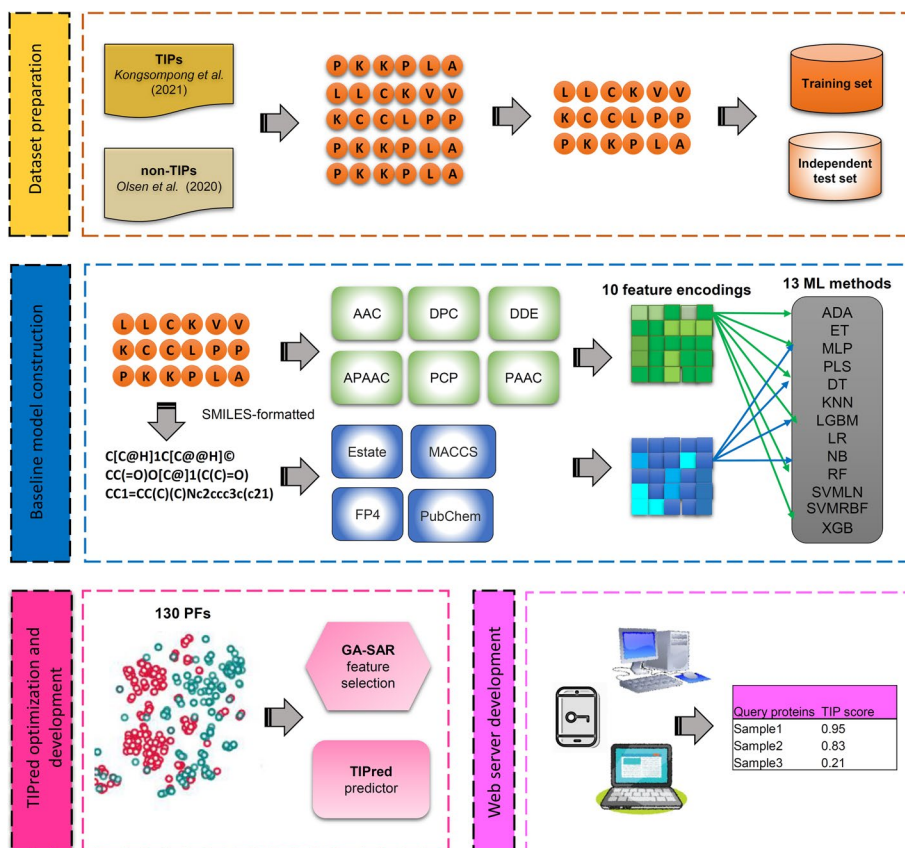 Dataset preparation
TIPs
Kongsompong et al.
(2021)
non-TIPs
Olsen et al. (2020)
P K K P L A
L L C K V V
K C C L P P
P K K P L A
P K K P L A
L L C K V V
K C C L P P
P K K P L A
Training set
Independent
test set
Baseline model construction
L L C K V V
K C C L P P
P K K P L A
SMILES-formatted
C[C@H]1C[C@@H]©
CC(=O)O[C@]1(C(C)=O)
CC1=CC(C)(C)Nc2ccc3c(c21)
AAC
DPC
DDE
APAAC
PCP
PAAC
Estate
MACCS
FP4
PubChem
10 feature encodings
13 ML methods
ADA
ET
MLP
PLS
DT
KNN
LGBM
LR
NB
RF
SVMLN
SVMRBF
XGB
TIPred optimization and
development
130 PFs
GA-SAR
feature
selection
TIPred
predictor
Web server development
Query proteins TIP score
Sample1 0.95
Sample2 0.83
Sample3 0.21